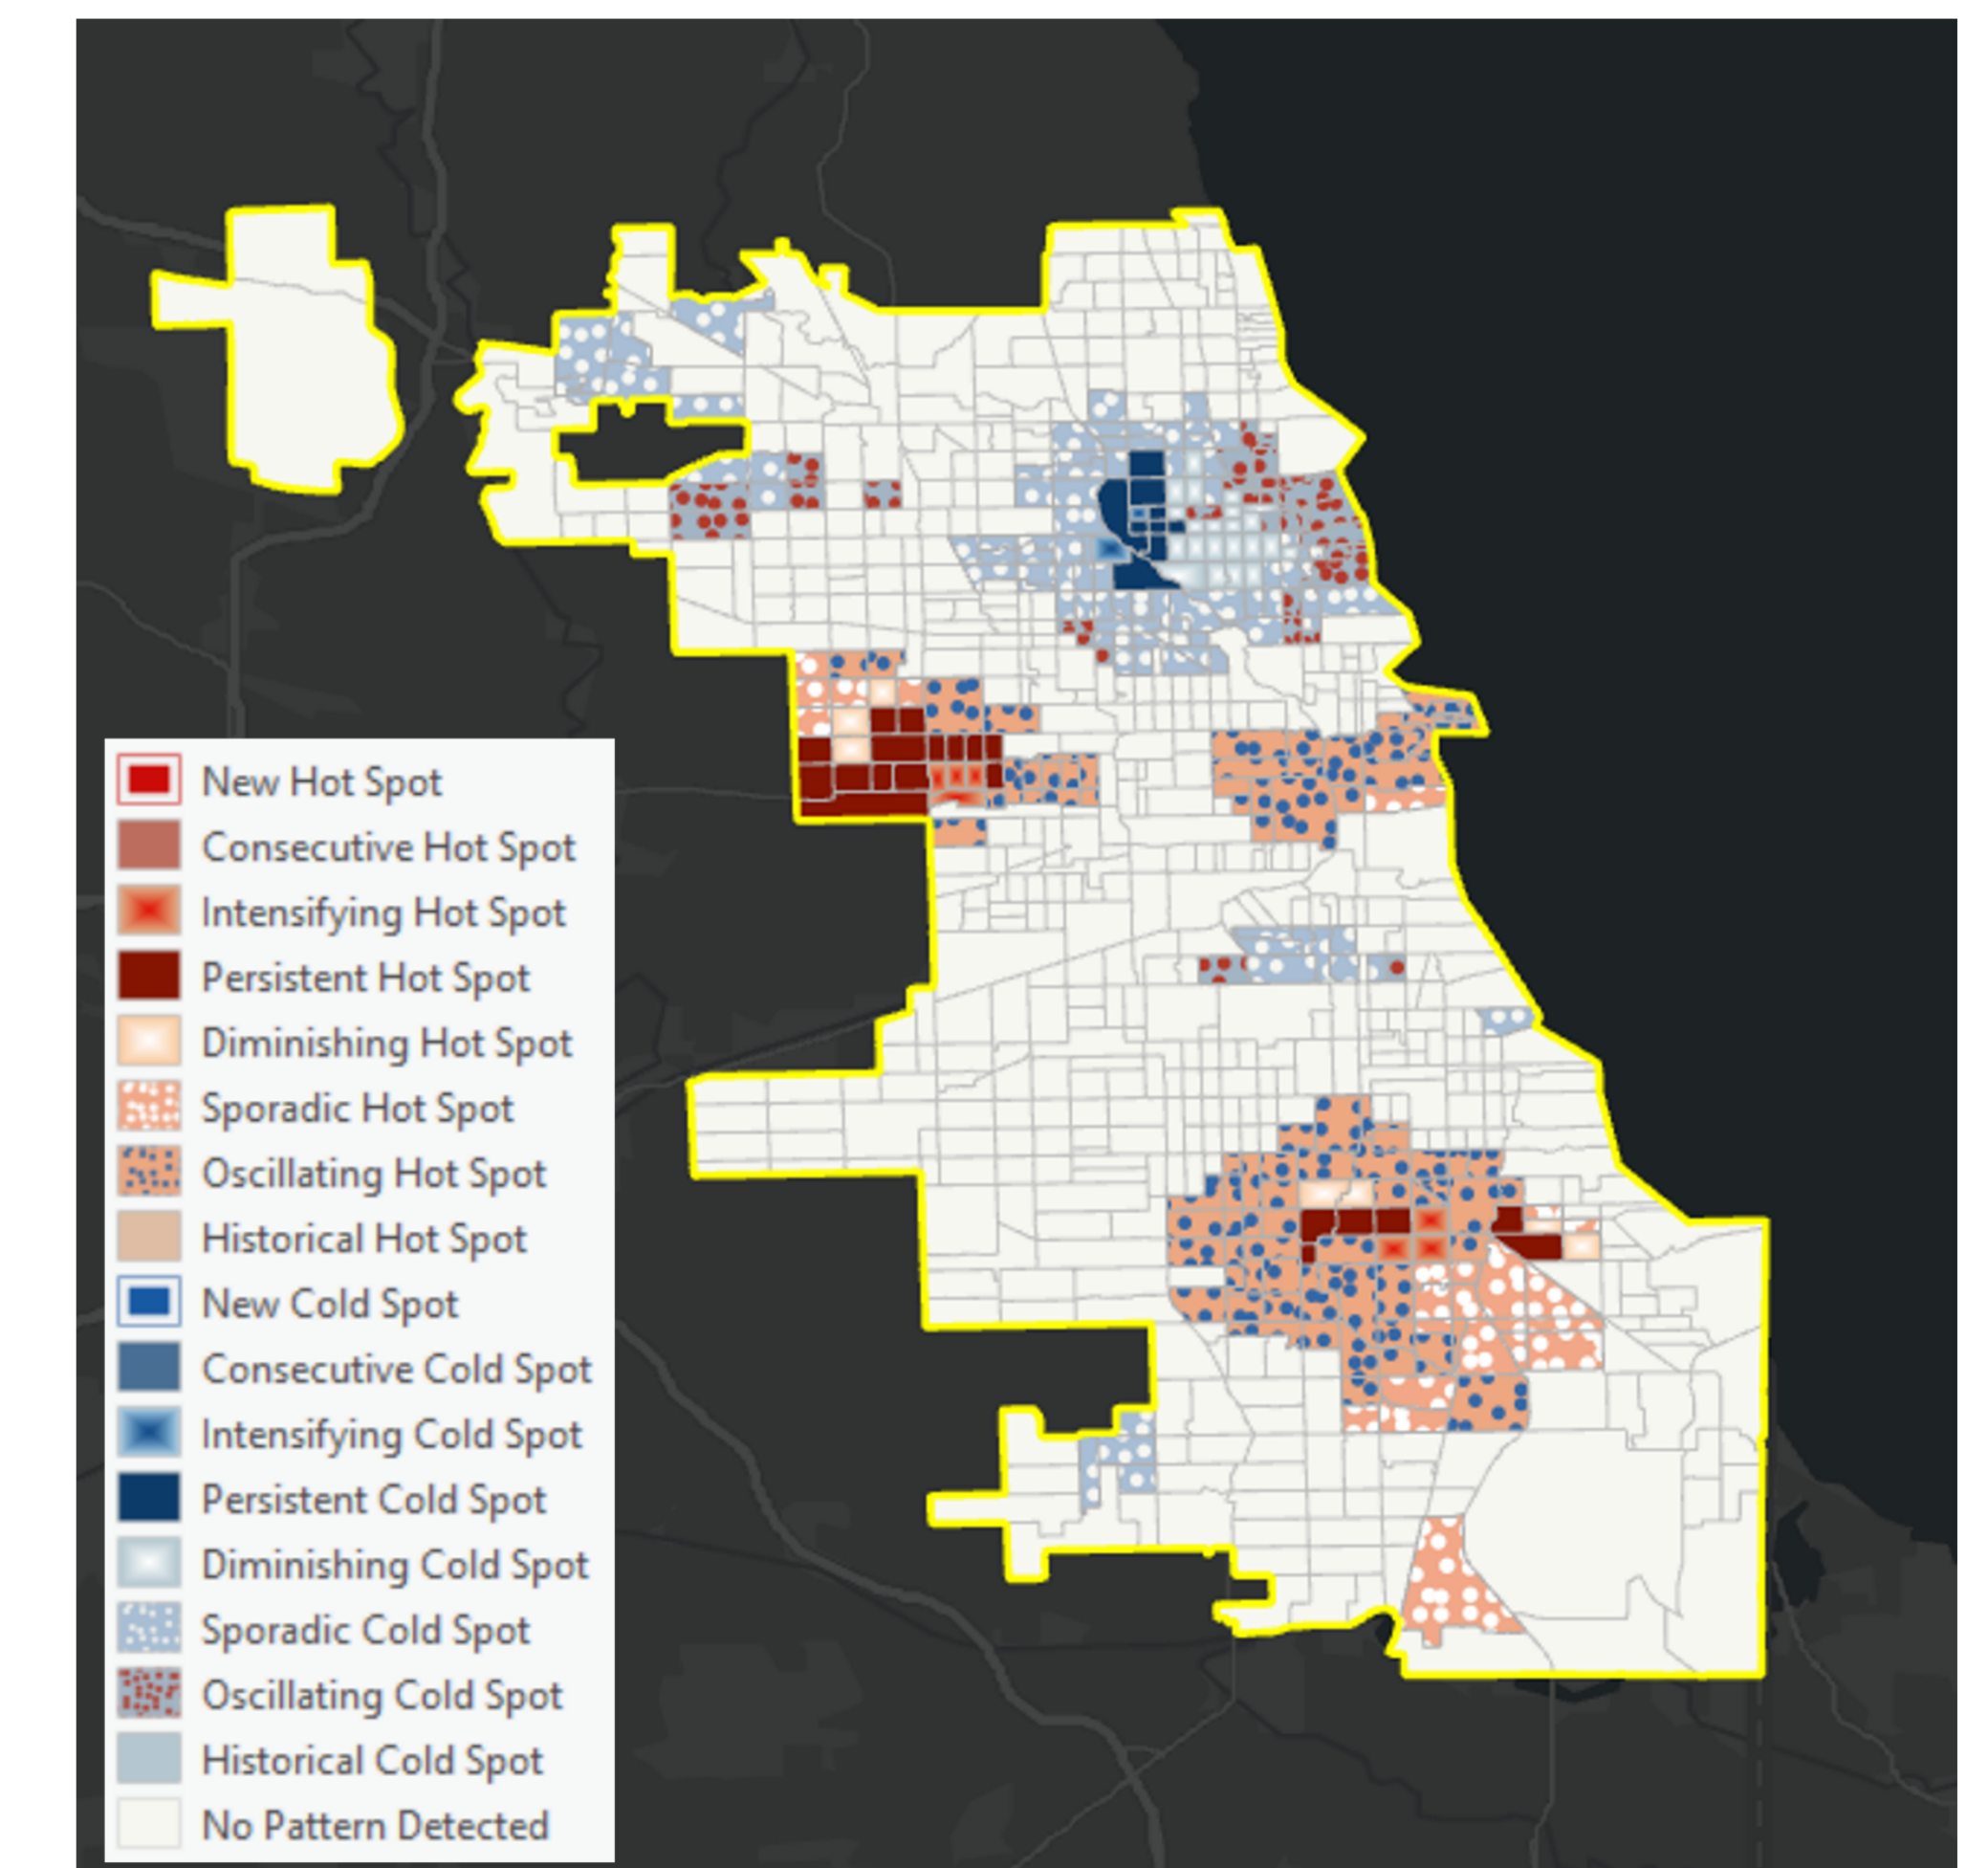 New Hot Spot
Consecutive Hot Spot
Intensifying Hot Spot
Persistent Hot Spot
Diminishing Hot Spot
Sporadic Hot Spot
Oscillating Hot Spot
Historical Hot Spot
New Cold Spot
Consecutive Cold Spot
Intensifying Cold Spot
Persistent Cold Spot
Diminishing Cold Spot
Sporadic Cold Spot
Oscillating Cold Spot
Historical Cold Spot
No Pattern Detected